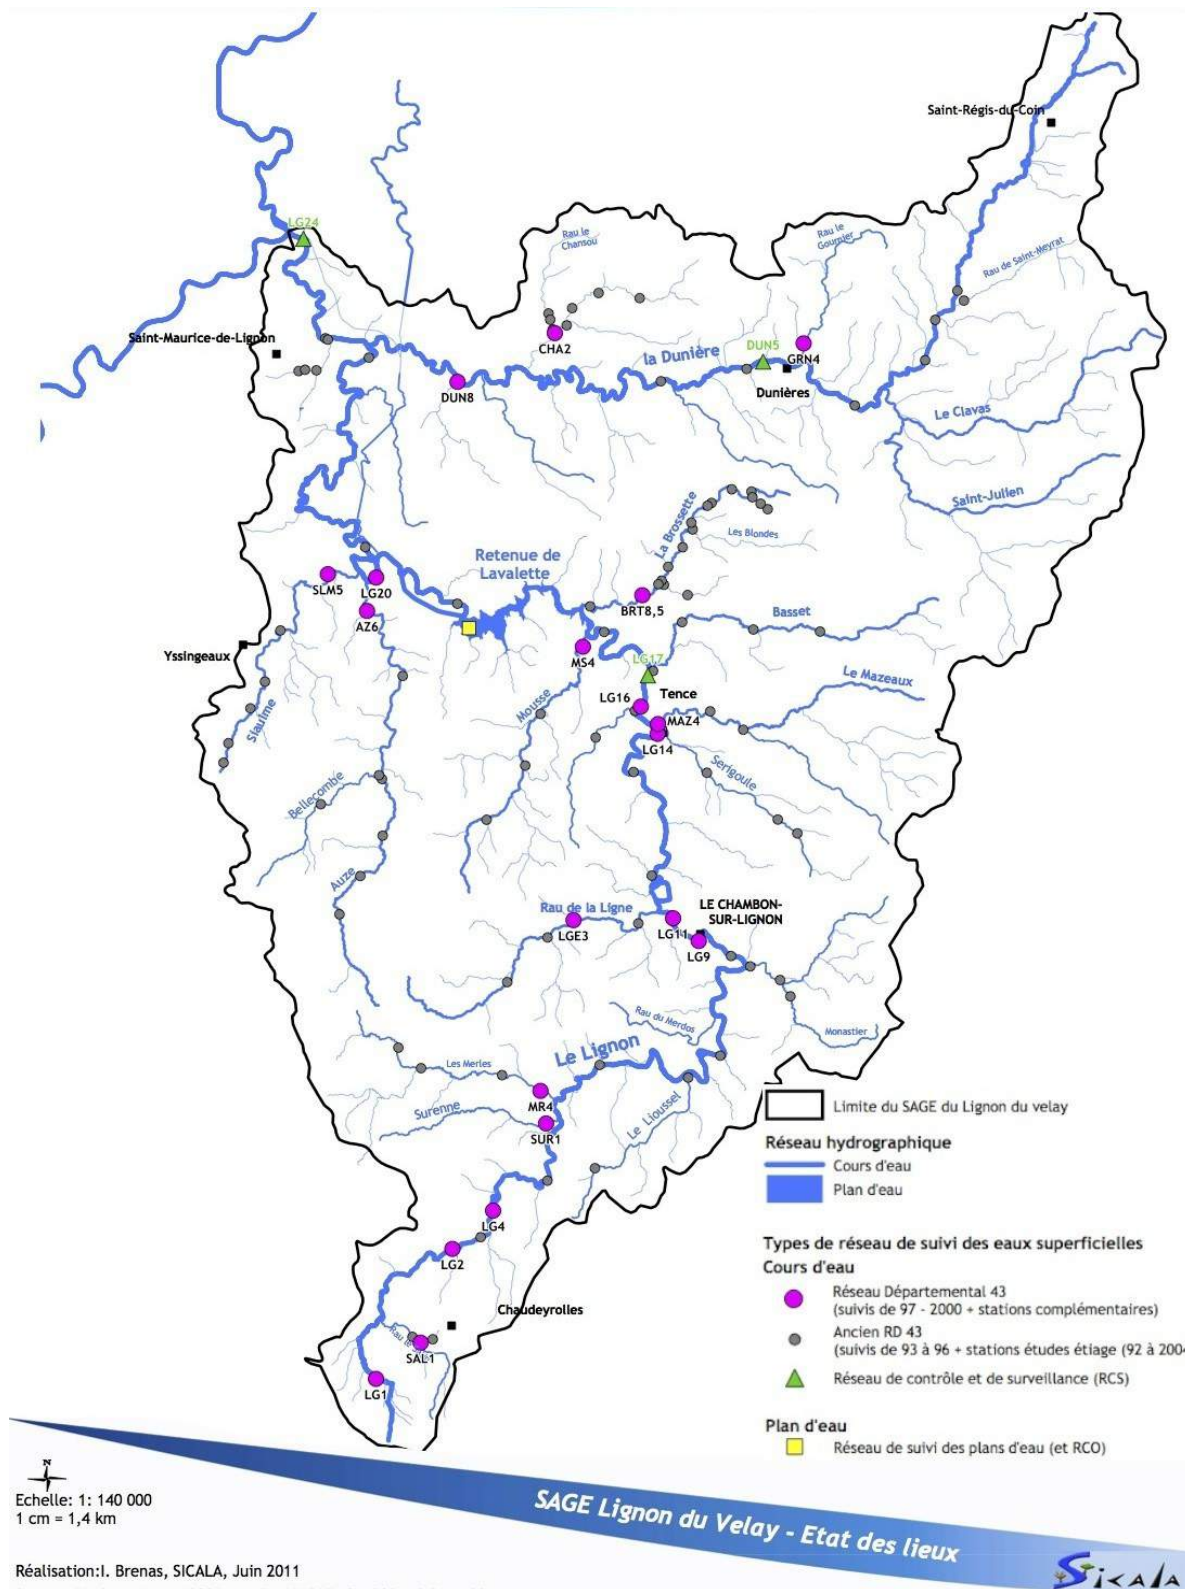 Saint-Régis-du-Coin
LG24
Rau le
Chansou
Rau le
Gournier
Rau de Saint-Meyrat
Saint-Maurice-de-Lignon
CHA2
la Dunière
DUN5
GRN4
DUN8
Dunières
Le Clavas
Saint-Julien
La Brossette
Les Blondes
Retenue de
Lavalette
SLM5
LG20
AZ6
BRT8,5
Basset
Yssingeaux
MS4
LG17
Le Mazeaux
Siaulme
Mousse
LG16
Tence
MAZ4
LG14
Serigoule
Bellecombe
Auze
Rau de la Ligne
LE CHAMBON-
SUR-LIGNON
LGE3
LG11
LG9
Rau du Merdos
Monastier
Le Lignon
Les Merles
MR4
Surenne
SUR1
Le Lioussel
LG4
LG2
Chaudeyrolles
Rau
SAL1
LG1
Limite du SAGE du Lignon du velay
Réseau hydrographique
Cours d'eau
Plan d'eau
Types de réseau de suivi des eaux superficielles
Cours d'eau
Réseau Départemental 43
(suivis de 97 - 2000 + stations complémentaires)
Ancien RD 43
(suivis de 93 à 96 + stations études étiage (92 à 2004
Réseau de contrôle et de surveillance (RCS)
Plan d'eau
Réseau de suivi des plans d'eau (et RCO)
N
Echelle: 1: 140 000
1 cm = 1,4 km
SAGE Lignon du Velay - Etat des lieux
Réalisation:I. Brenas, SICALA, Juin 2011
Sicala